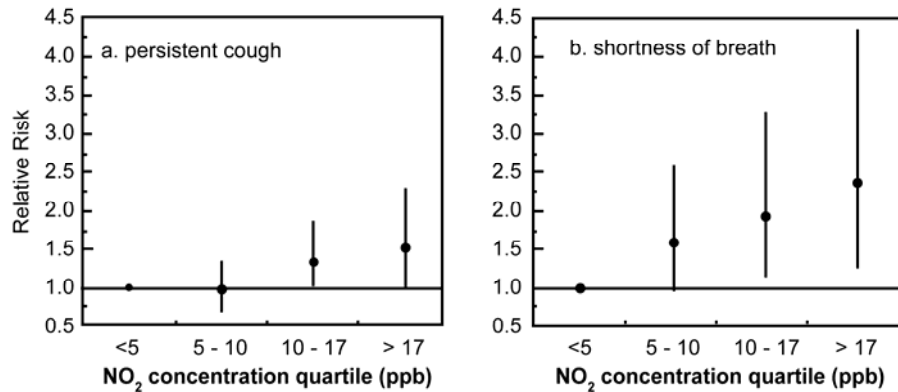 a. persistent cough
Relative Risk
4.5
4.0
3.5
3.0
2.5
2.0
1.5
1.0
0.5
<5
5 - 10
10 - 17
> 17
NO₂ concentration quartile (ppb)
b. shortness of breath
4.5
4.0
3.5
3.0
2.5
2.0
1.5
1.0
0.5
<5
5 - 10
10 - 17
> 17
NO₂ concentration quartile (ppb)